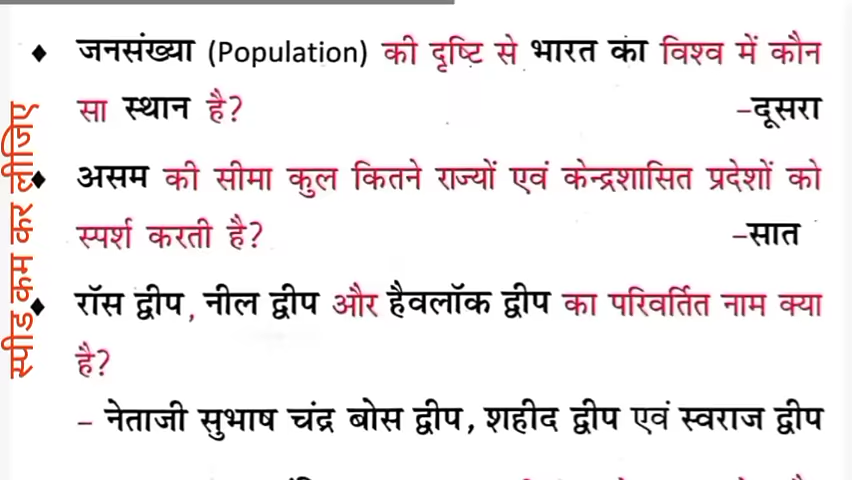 ♦ जनसंख्या (Population) की दृष्टि से भारत का विश्व में कौन
सा स्थान है? –दूसरा
♦ असम की सीमा कुल कितने राज्यों एवं केन्द्रशासित प्रदेशों को
स्पर्श करती है? –सात
♦ रॉस द्वीप, नील द्वीप और हैवलॉक द्वीप का परिवर्तित नाम क्या
है?
– नेताजी सुभाष चंद्र बोस द्वीप, शहीद द्वीप एवं स्वराज द्वीप
स्पीड कम कर लीजिए